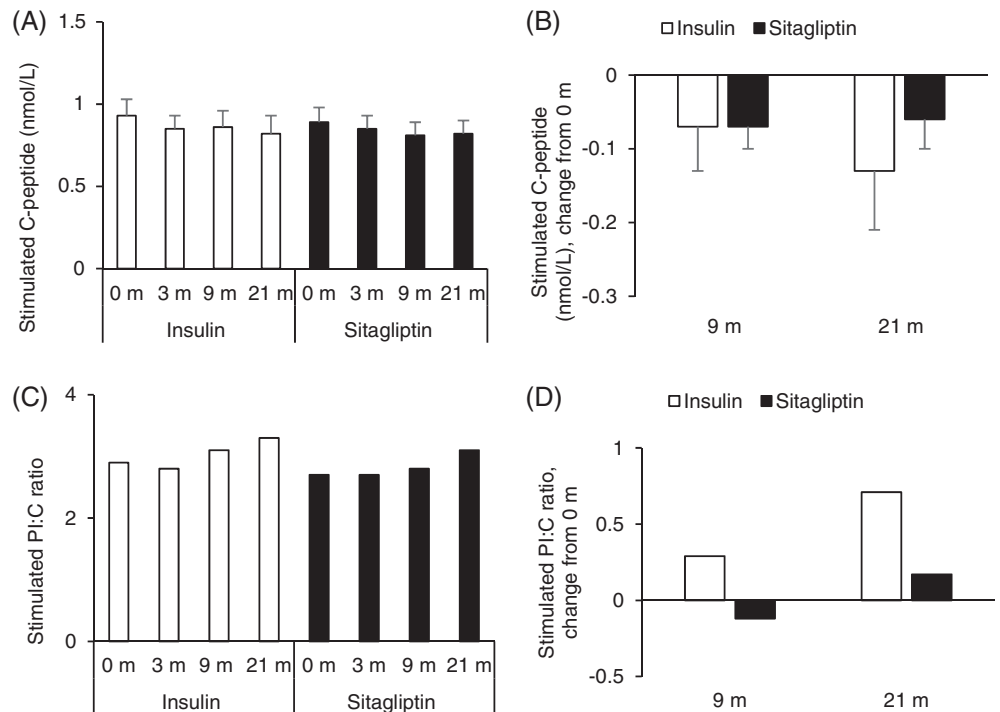 (A)
Stimulated C-peptide (nmol/L)
1.5
1
0.5
0
0 m 3 m 9 m 21 m 0 m 3 m 9 m 21 m
Insulin Sitagliptin
(B)
Insulin Sitagliptin
Stimulated C-peptide
(nmol/L), change from 0 m
0
-0.1
-0.2
-0.3
9 m 21 m
(C)
Stimulated PI:C ratio
4
2
0
0 m 3 m 9 m 21 m 0 m 3 m 9 m 21 m
Insulin Sitagliptin
(D)
Insulin Sitagliptin
Stimulated PI:C ratio,
change from 0 m
1
0.5
0
-0.5
9 m 21 m